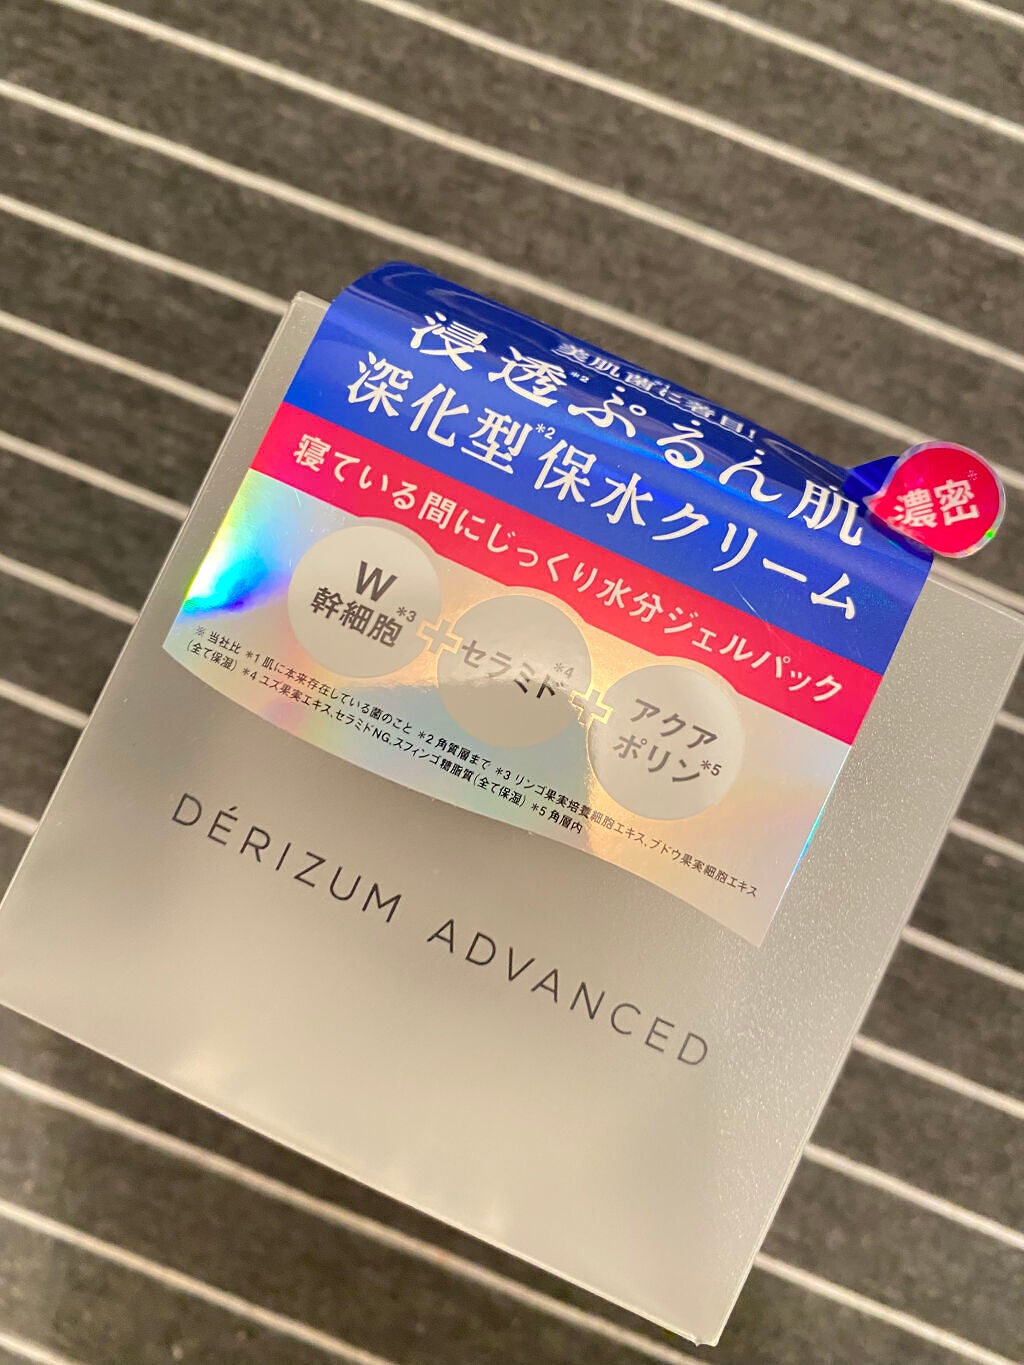 美肌菌に着目!
浸透*2ぷるん肌
深化型*2保水クリーム
濃密※
寝ている間にじっくり水分ジェルパック
W
幹細胞*3
+
セラミド*4
+
アクア
ポリン*5
※ 当社比 *1 肌に本来存在している菌のこと *2 角質層まで *3 リンゴ果実培養細胞エキス、ブドウ果実細胞エキス
(全て保湿) *4 ユズ果実エキス、セラミドNG、スフィンゴ糖脂質(全て保湿) *5 角層内
DÉRIZUM ADVANCED